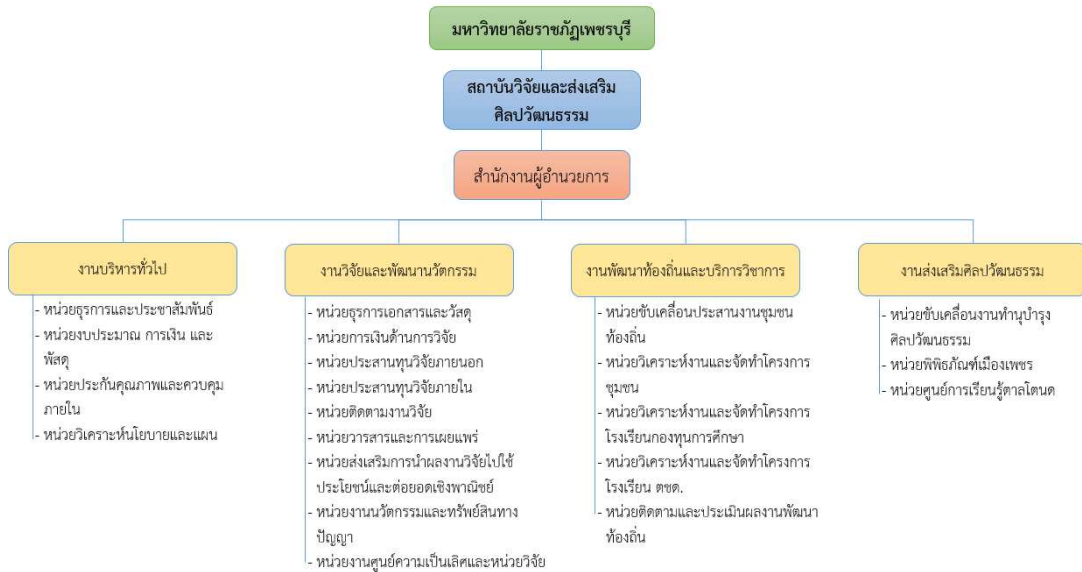 มหาวิทยาลัยราชภัฏเพชรบุรี
สถาบันวิจัยและส่งเสริม
ศิลปวัฒนธรรม
สำนักงานผู้อำนวยการ
งานบริหารทั่วไป
- หน่วยธุรการและประชาสัมพันธ์
- หน่วยงบประมาณ การเงิน และ
พัสดุ
- หน่วยประกันคุณภาพและควบคุม
ภายใน
- หน่วยวิเคราะห์นโยบายและแผน
งานวิจัยและพัฒนานวัตกรรม
- หน่วยธุรการเอกสารและวัสดุ
- หน่วยการเงินด้านการวิจัย
- หน่วยประสานทุนวิจัยภายนอก
- หน่วยประสานทุนวิจัยภายใน
- หน่วยติดตามงานวิจัย
- หน่วยวารสารและการเผยแพร่
- หน่วยส่งเสริมการนำผลงานวิจัยไปใช้
ประโยชน์และต่อยอดเชิงพาณิชย์
- หน่วยงานนวัตกรรมและทรัพย์สินทาง
ปัญญา
- หน่วยงานศูนย์ความเป็นเลิศและหน่วยวิจัย
งานพัฒนาท้องถิ่นและบริการวิชาการ
- หน่วยขับเคลื่อนประสานงานชุมชน
ท้องถิ่น
- หน่วยวิเคราะห์งานและจัดทำโครงการ
ชุมชน
- หน่วยวิเคราะห์งานและจัดทำโครงการ
โรงเรียนกองทุนการศึกษา
- หน่วยวิเคราะห์งานและจัดทำโครงการ
โรงเรียน ตชด.
- หน่วยติดตามและประเมินผลงานพัฒนา
ท้องถิ่น
งานส่งเสริมศิลปวัฒนธรรม
- หน่วยขับเคลื่อนงานทำนุบำรุง
ศิลปวัฒนธรรม
- หน่วยพิพิธภัณฑ์เมืองเพชร
- หน่วยศูนย์การเรียนรู้ตาลโตนด